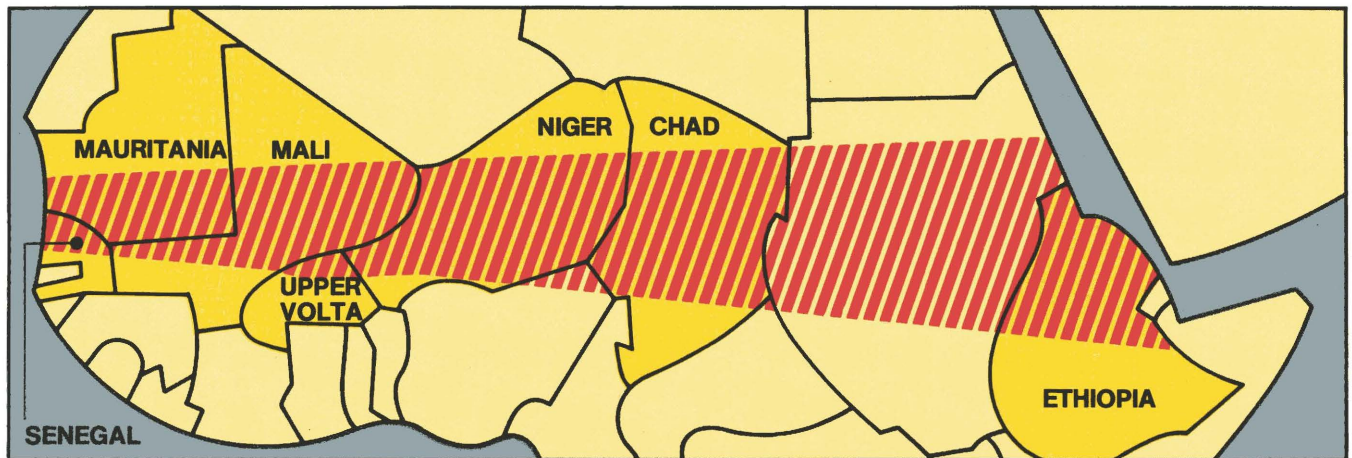 NIGER
CHAD
MAURITANIA
MALI
UPPER
VOLTA
ETHIOPIA
SENEGAL